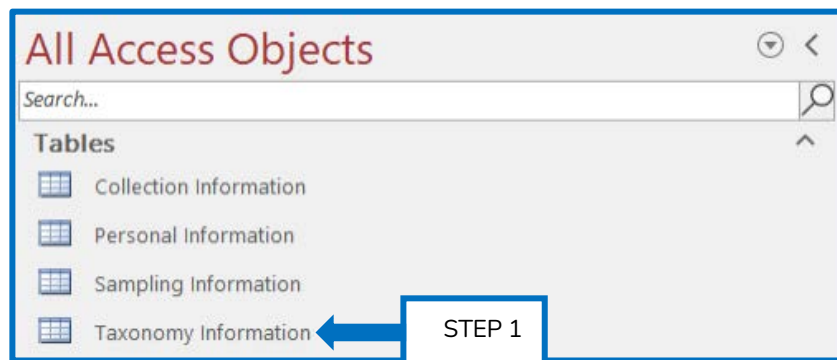 All Access Objects
Search...
Tables
Collection Information
Personal Information
Sampling Information
Taxonomy Information
STEP 1